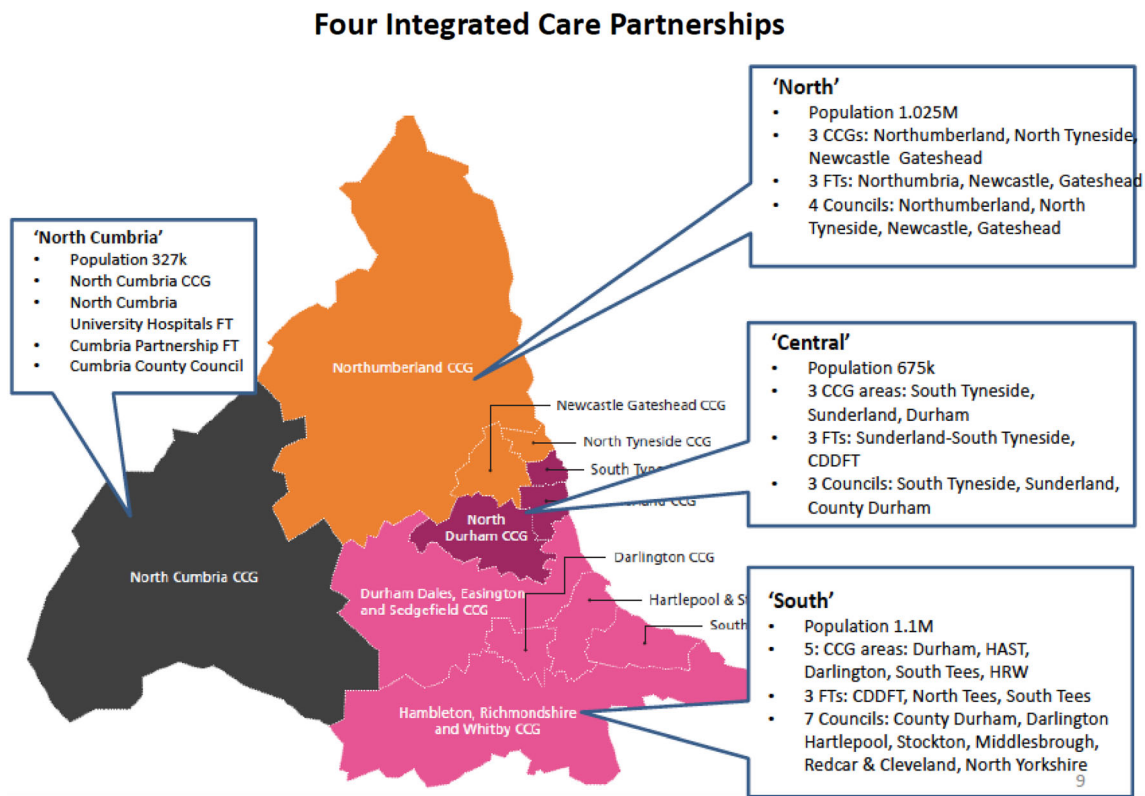 Four Integrated Care Partnerships
‘North’
• Population 1.025M
• 3 CCGs: Northumberland, North Tyneside,
Newcastle Gateshead
• 3 FTs: Northumbria, Newcastle, Gateshead
• 4 Councils: Northumberland, North
Tyneside, Newcastle, Gateshead
‘North Cumbria’
• Population 327k
• North Cumbria CCG
• North Cumbria
University Hospitals FT
• Cumbria Partnership FT
• Cumbria County Council
‘Central’
• Population 675k
• 3 CCG areas: South Tyneside,
Sunderland, Durham
• 3 FTs: Sunderland-South Tyneside,
CDDFT
• 3 Councils: South Tyneside, Sunderland,
County Durham
‘South’
• Population 1.1M
• 5: CCG areas: Durham, HAST,
Darlington, South Tees, HRW
• 3 FTs: CDDFT, North Tees, South Tees
• 7 Councils: County Durham, Darlington
Hartlepool, Stockton, Middlesbrough,
Redcar & Cleveland, North Yorkshire
9
Northumberland CCG
Newcastle Gateshead CCG
North Tyneside CCG
South
CCG
North
Durham CCG
Darlington CCG
North Cumbria CCG
Durham Dales, Easington
and Sedgefield CCG
Hartlepool &
South
Hambleton, Richmondshire
and Whitby CCG